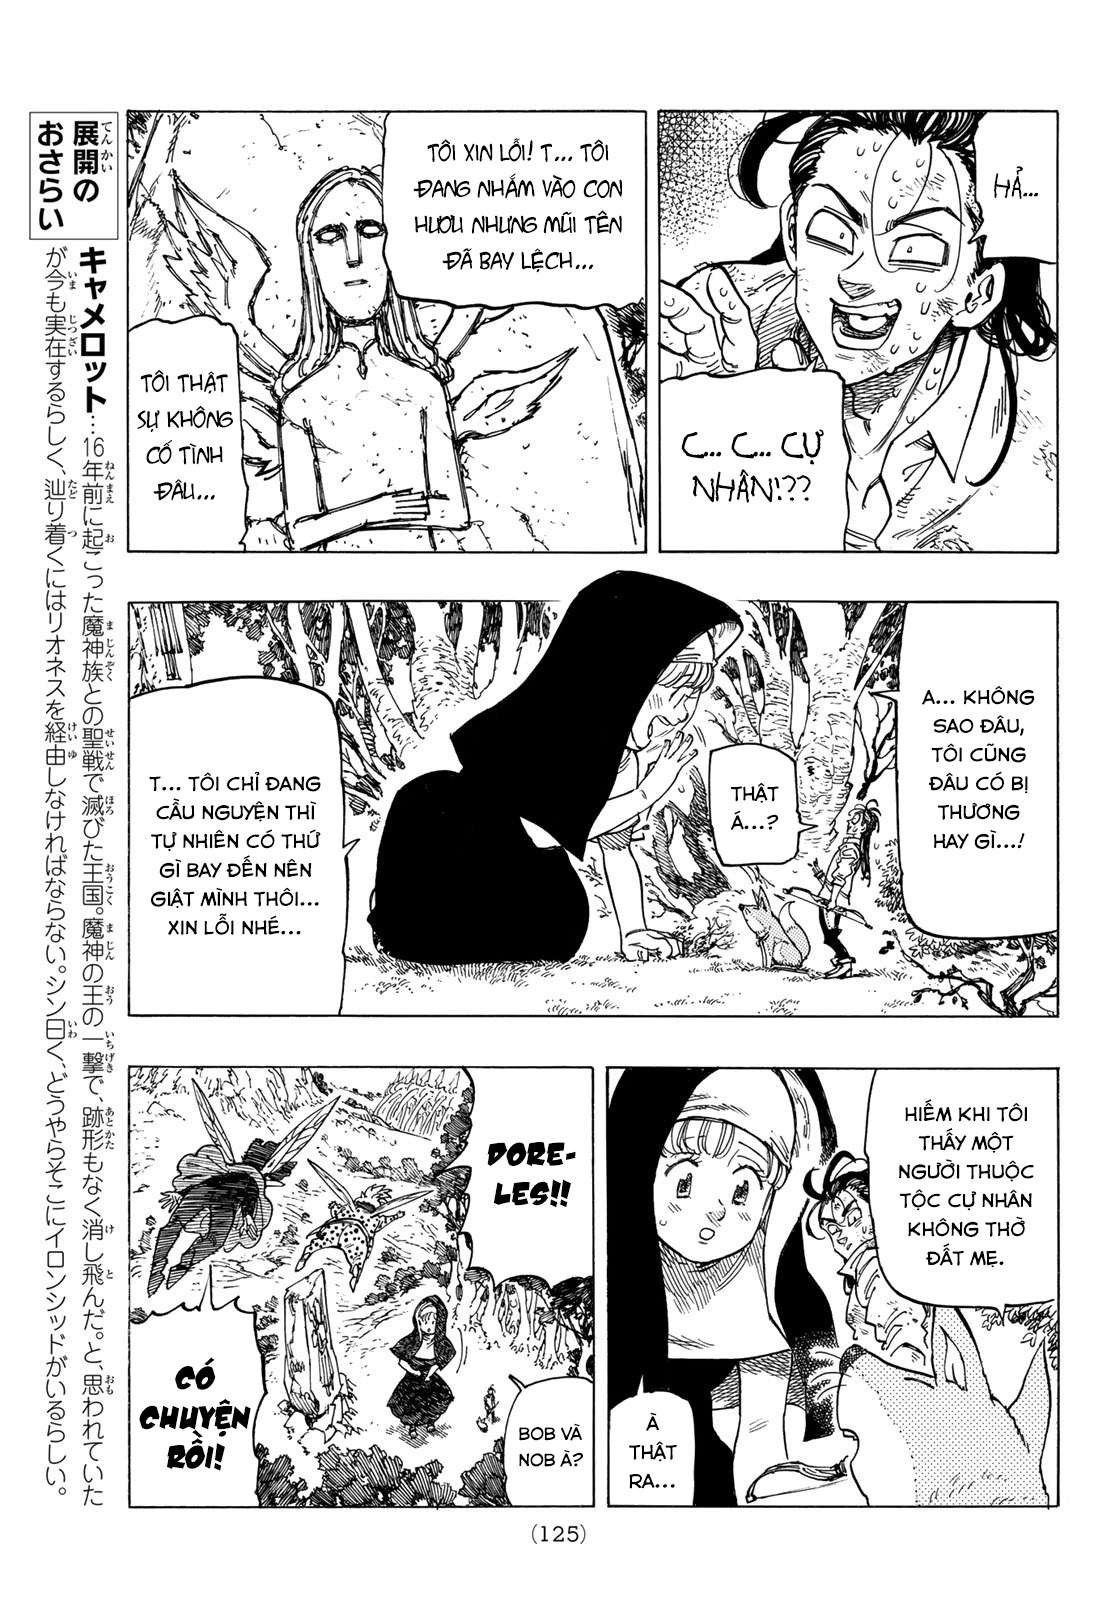 展開の
おさらい
キャメロット…16年前に起こった魔神族との聖戦で滅びた王国。魔神の王の一撃で、跡形もなく消し飛んだ。と、思われていた
が今も実在するらしく、辿り着くにはリオネスを経由しなければならない。シン曰く、どうやらそこにイロンシッドがいるらしい。
HẢ...
C... C... CỰ
NHÂN!??
TÔI XIN LỖI! T... TÔI
ĐANG NHẮM VÀO CON
HƯƠU NHƯNG MŨI TÊN
ĐÃ BAY LỆCH...
TÔI THẬT
SỰ KHÔNG
CỐ TÌNH
ĐÂU...
A... KHÔNG
SAO ĐÂU,
TÔI CŨNG
ĐÂU CÓ BỊ
THƯƠNG
HAY GÌ...!
THẬT
Á...?
T... TÔI CHỈ ĐANG
CẦU NGUYỆN THÌ
TỰ NHIÊN CÓ THỨ
GÌ BAY ĐẾN NÊN
GIẬT MÌNH THÔI...
XIN LỖI NHÉ...
HIẾM KHI TÔI
THẤY MỘT
NGƯỜI THUỘC
TỘC CỰ NHÂN
KHÔNG THỜ
ĐẤT MẸ.
À
THẬT
RA...
DORE-
LES!!
CÓ
CHUYỆN
RỒI!
BOB VÀ
NOB À?
(125)